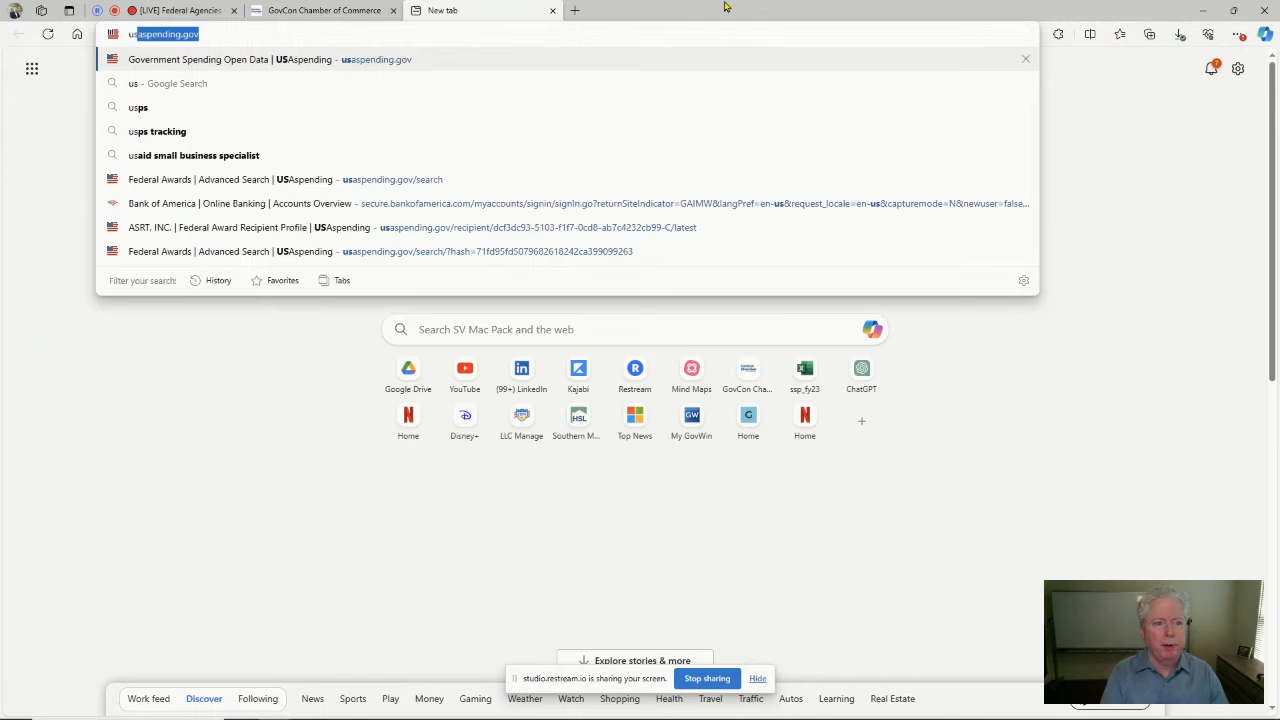 [LIVE] Federal Agencies
GovCon Chamber of Commerce
New tab
usaspending.gov
Government Spending Open Data | USAspending - usaspending.gov
us - Google Search
usps
usps tracking
usaid small business specialist
Federal Awards | Advanced Search | USAspending - usaspending.gov/search
Bank of America | Online Banking | Accounts Overview - secure.bankofamerica.com/myaccounts/signin/signIn.go?returnSiteIndicator=GAIMW&langPref=en-us&request_locale=en-us&capturemode=N&newuser=false...
ASRT, INC. | Federal Award Recipient Profile | USAspending - usaspending.gov/recipient/dcf3dc93-5103-f1f7-0cd8-ab7c4232cb99-C/latest
Federal Awards | Advanced Search | USAspending - usaspending.gov/search/?hash=71fd95fd5079682618242ca399099263
Filter your search: History Favorites Tabs
7
Search SV Mac Pack and the web
Google Drive YouTube (99+) LinkedIn Kajabi Restream Mind Maps GovCon Cha... ssp_fy23 ChatGPT
Home Disney+ LLC Manage Southern M... Top News My GovWin Home Home
Explore stories & more
studio.restream.io is sharing your screen. Stop sharing Hide
Work feed Discover Following News Sports Play Money Gaming Weather Watch Shopping Health Travel Traffic Autos Learning Real Estate